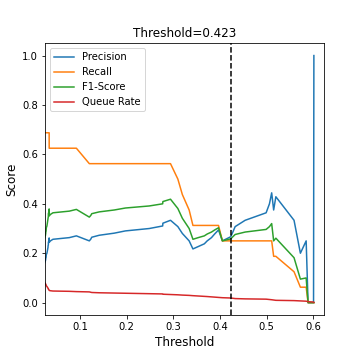 Threshold=0.423
Precision
Recall
F1-Score
Queue Rate
Score
1.0
0.8
0.6
0.4
0.2
0.0
0.1 0.2 0.3 0.4 0.5 0.6
Threshold